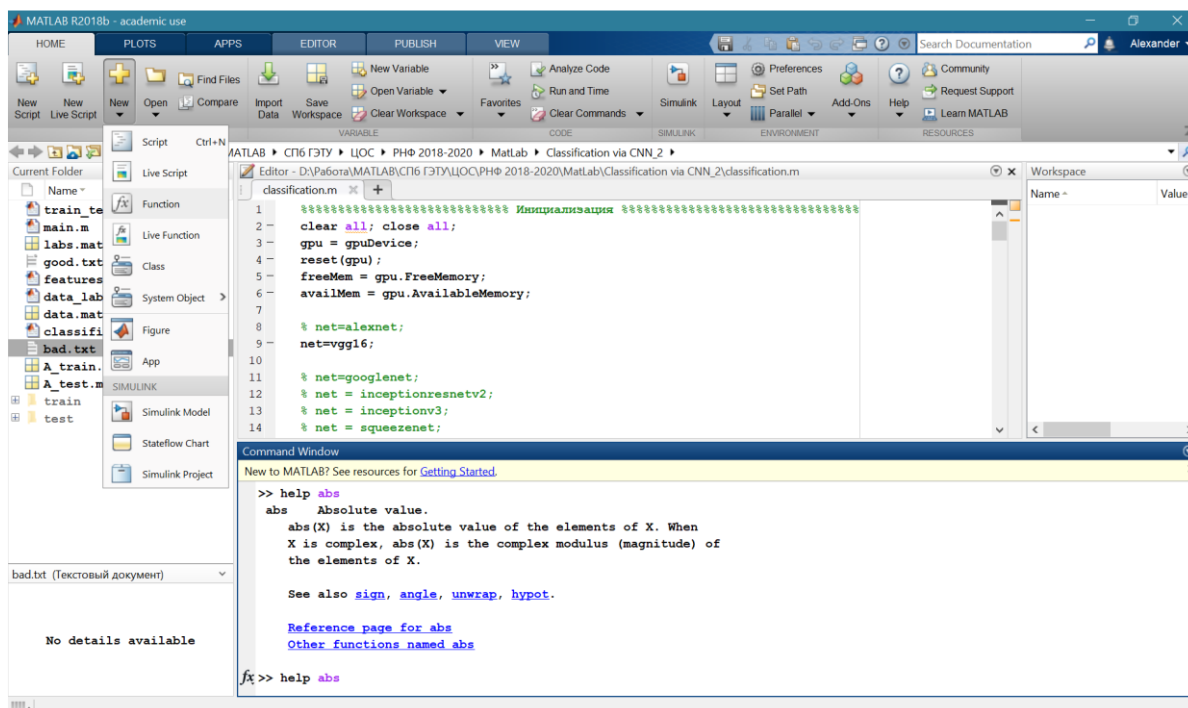 MATLAB R2018b - academic use
HOME PLOTS APPS EDITOR PUBLISH VIEW
Search Documentation
Alexander
New Script
New Live Script
New
Open
Find Files
Compare
Import Data
Save Workspace
New Variable
Open Variable
Clear Workspace
Favorites
Analyze Code
Run and Time
Clear Commands
Simulink
Layout
Preferences
Set Path
Parallel
Add-Ons
Help
Community
Request Support
Learn MATLAB
VARIABLE CODE SIMULINK ENVIRONMENT RESOURCES
Script Ctrl+N
Live Script
Function
Live Function
Class
System Object
Figure
App
SIMULINK
Simulink Model
Stateflow Chart
Simulink Project
MATLAB ▸ СПб ГЭТУ ▸ ЦОС ▸ РНФ 2018-2020 ▸ MatLab ▸ Classification via CNN_2 ▸
Current Folder
Name
train_te
main.m
labs.mat
good.txt
features
data_lab
data.mat
classifi
bad.txt
A_train.
A_test.m
train
test
bad.txt (Текстовый документ)
No details available
Editor - D:\Работа\MATLAB\СПб ГЭТУ\ЦОС\РНФ 2018-2020\MatLab\Classification via CNN_2\classification.m
classification.m
1 %%%%%%%%%%%%%%%%%%%%%%%%%%%% Инициализация %%%%%%%%%%%%%%%%%%%%%%%%%%%%%%%%
2 clear all; close all;
3 gpu = gpuDevice;
4 reset(gpu);
5 freeMem = gpu.FreeMemory;
6 availMem = gpu.AvailableMemory;
7
8 % net=alexnet;
9 net=vgg16;
10
11 % net=googlenet;
12 % net = inceptionresnetv2;
13 % net = inceptionv3;
14 % net = squeezenet;
Workspace
Name Value
Command Window
New to MATLAB? See resources for Getting Started.
>> help abs
abs Absolute value.
abs(X) is the absolute value of the elements of X. When
X is complex, abs(X) is the complex modulus (magnitude) of
the elements of X.
See also sign, angle, unwrap, hypot.
Reference page for abs
Other functions named abs
fx >> help abs